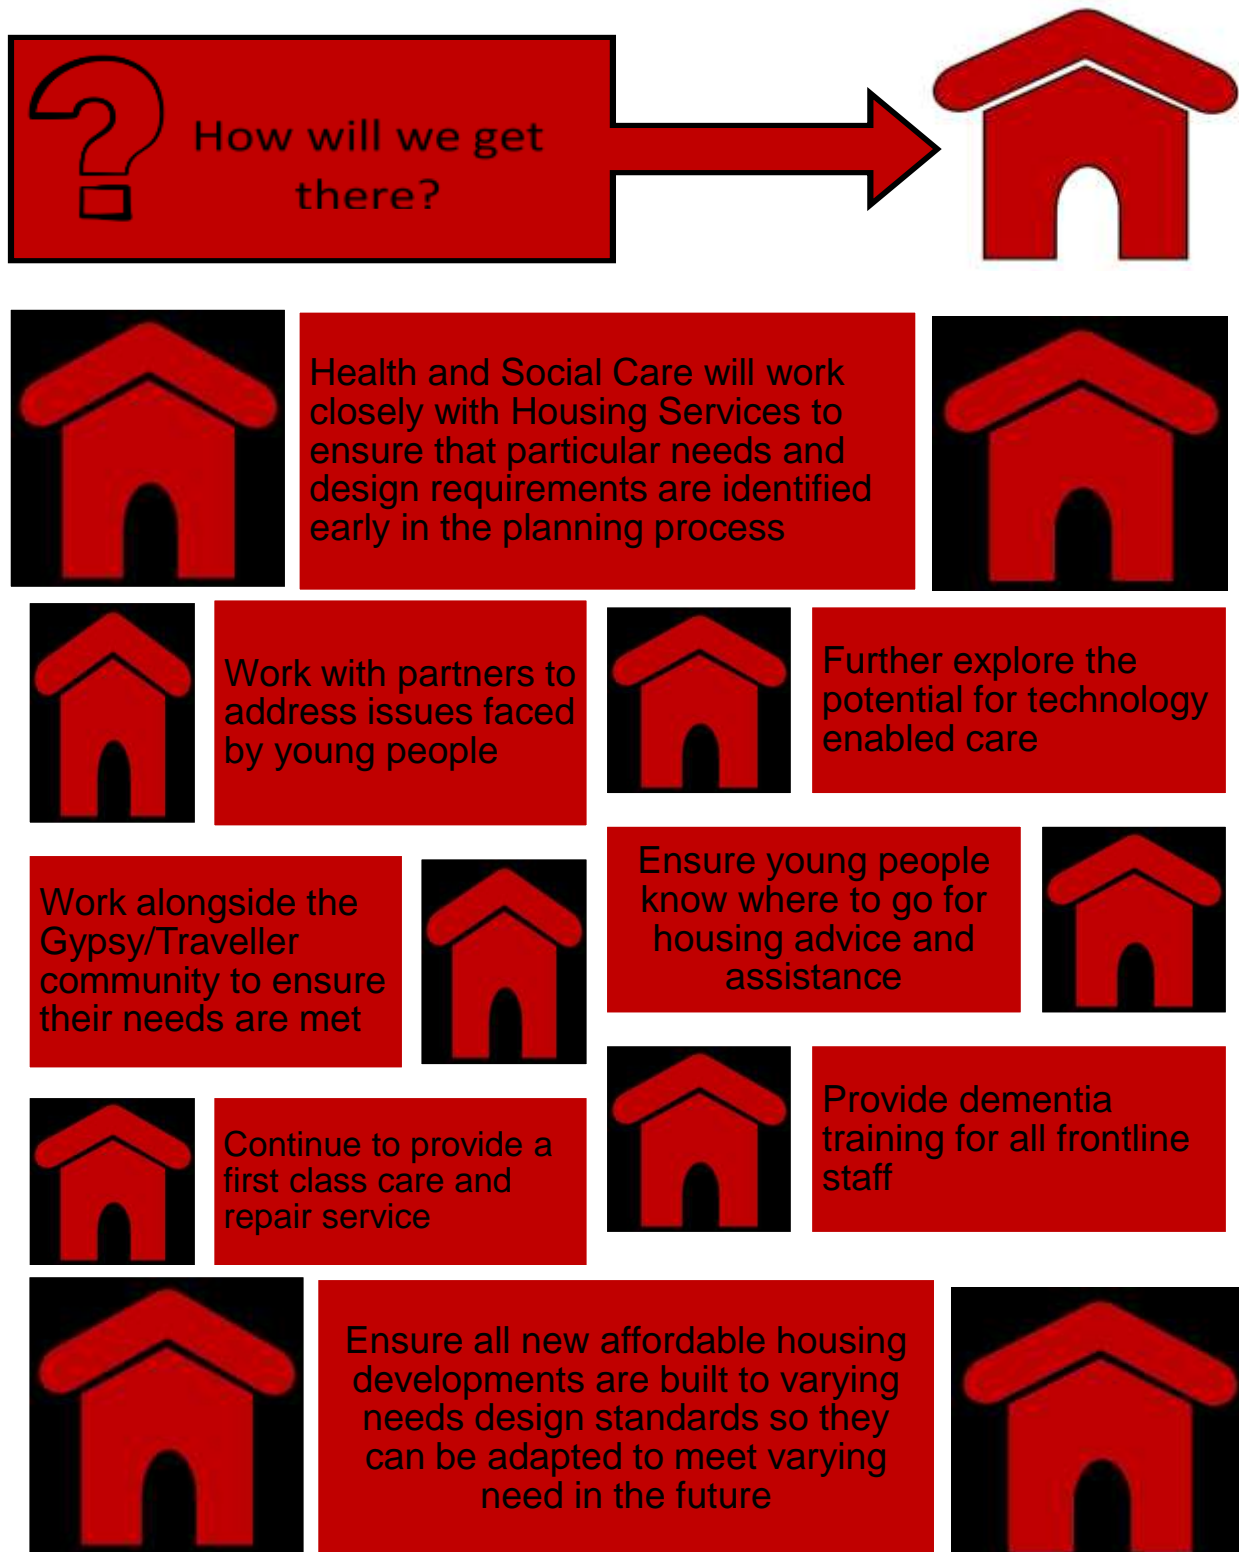 ?
How will we get
there?
Health and Social Care will work
closely with Housing Services to
ensure that particular needs and
design requirements are identified
early in the planning process
Work with partners to
address issues faced
by young people
Further explore the
potential for technology
enabled care
Work alongside the
Gypsy/Traveller
community to ensure
their needs are met
Ensure young people
know where to go for
housing advice and
assistance
Continue to provide a
first class care and
repair service
Provide dementia
training for all frontline
staff
Ensure all new affordable housing
developments are built to varying
needs design standards so they
can be adapted to meet varying
need in the future